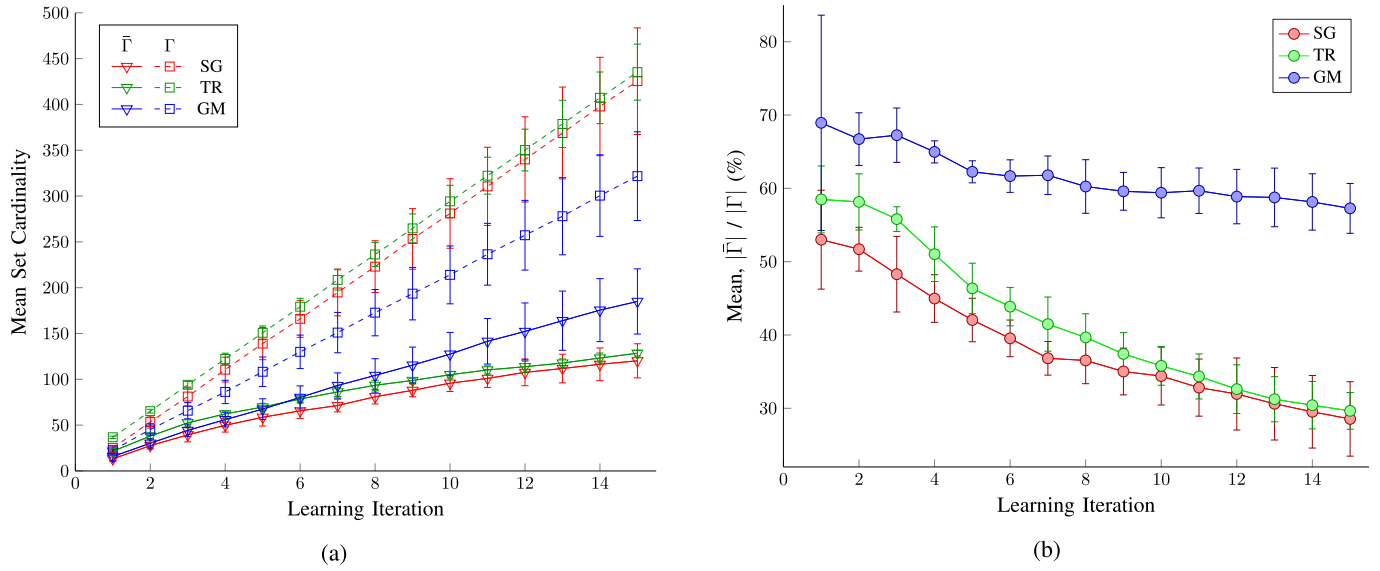 500
450
400
350
300
250
200
150
100
50
0
0 2 4 6 8 10 12 14
Mean Set Cardinality
Learning Iteration
Γ̄ Γ
SG
TR
GM
(a)
80
70
60
50
40
30
0 2 4 6 8 10 12 14
Mean, |Γ̄| / |Γ| (%)
Learning Iteration
SG
TR
GM
(b)